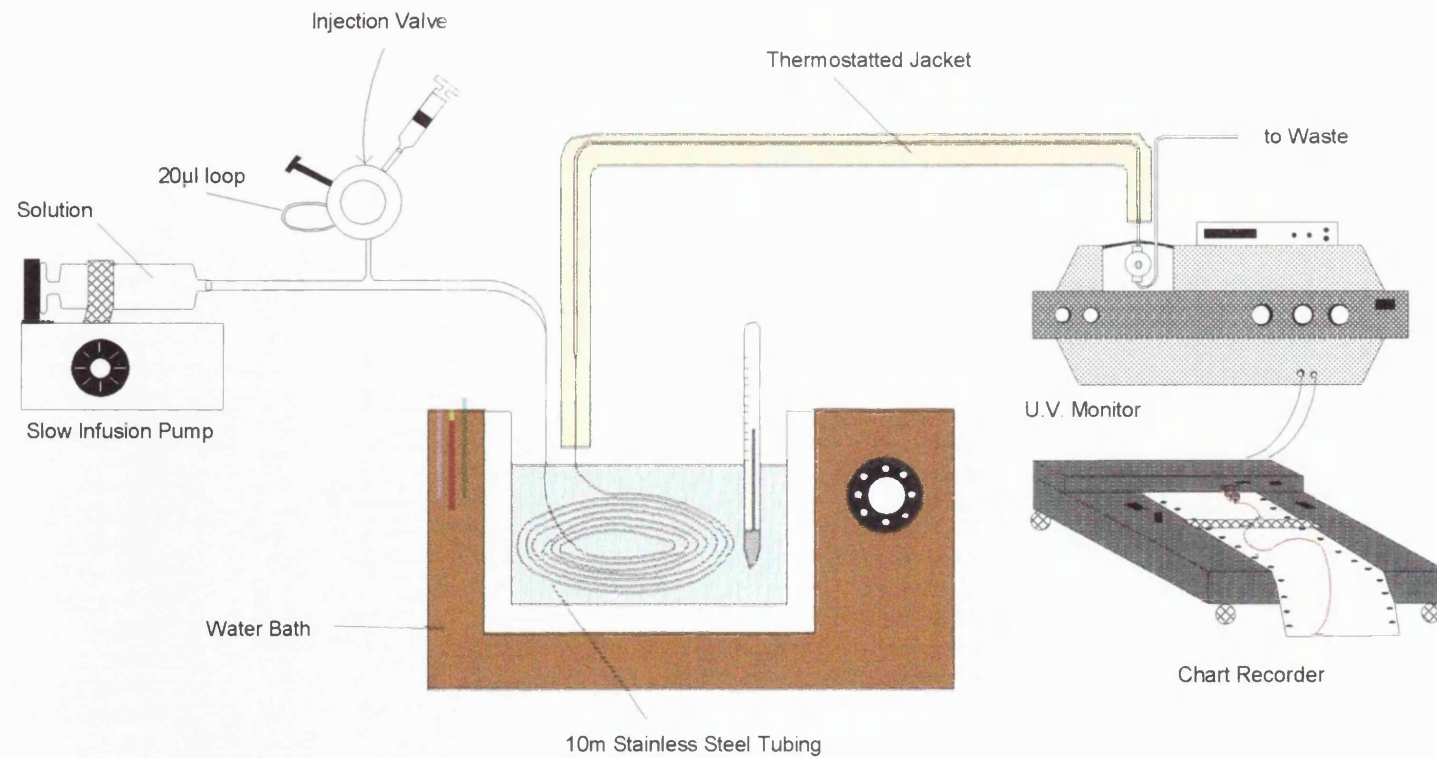 Injection Valve
Thermostatted Jacket
to Waste
20µl loop
Solution
Slow Infusion Pump
U.V. Monitor
Water Bath
Chart Recorder
10m Stainless Steel Tubing